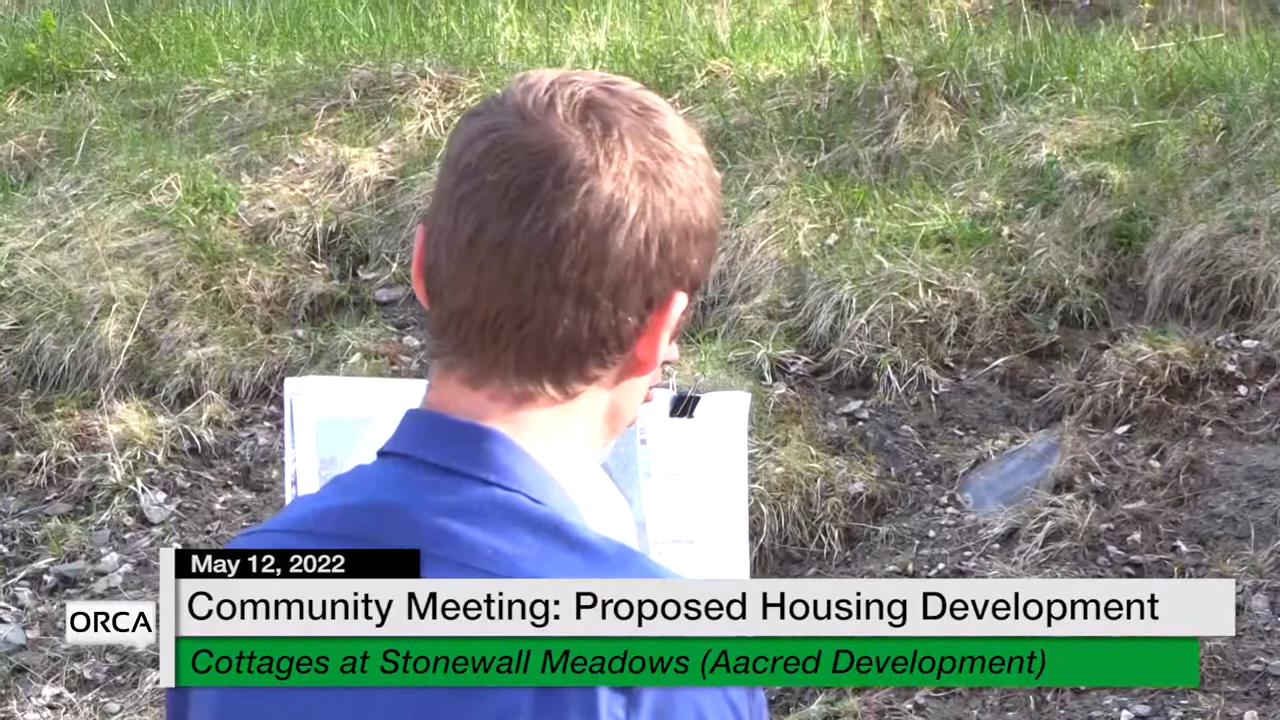 May 12, 2022
Community Meeting: Proposed Housing Development
ORCA
Cottages at Stonewall Meadows (Aacred Development)